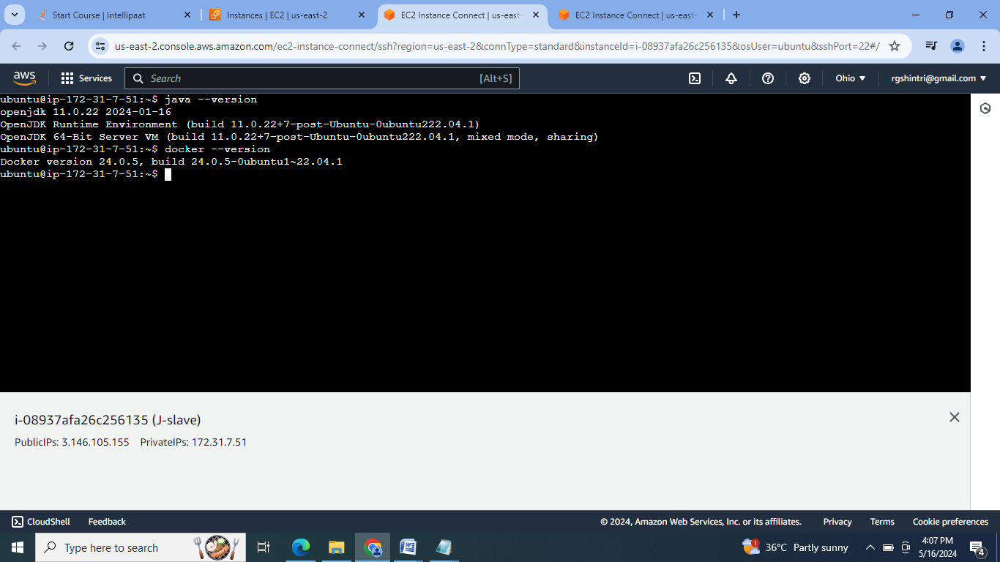 Start Course | Intellipaat
Instances | EC2 | us-east-2
EC2 Instance Connect | us-east-
EC2 Instance Connect | us-east-
us-east-2.console.aws.amazon.com/ec2-instance-connect/ssh?region=us-east-2&connType=standard&instanceId=i-08937afa26c256135&osUser=ubuntu&sshPort=22#/
aws Services Search [Alt+S] Ohio rgshintri@gmail.com
ubuntu@ip-172-31-7-51:~$ java --version
openjdk 11.0.22 2024-01-16
OpenJDK Runtime Environment (build 11.0.22+7-post-Ubuntu-0ubuntu222.04.1)
OpenJDK 64-Bit Server VM (build 11.0.22+7-post-Ubuntu-0ubuntu222.04.1, mixed mode, sharing)
ubuntu@ip-172-31-7-51:~$ docker --version
Docker version 24.0.5, build 24.0.5-0ubuntu1~22.04.1
ubuntu@ip-172-31-7-51:~$
i-08937afa26c256135 (J-slave)
PublicIPs: 3.146.105.155 PrivateIPs: 172.31.7.51
CloudShell Feedback © 2024, Amazon Web Services, Inc. or its affiliates. Privacy Terms Cookie preferences
Type here to search
1
36°C Partly sunny
4:07 PM
5/16/2024
4